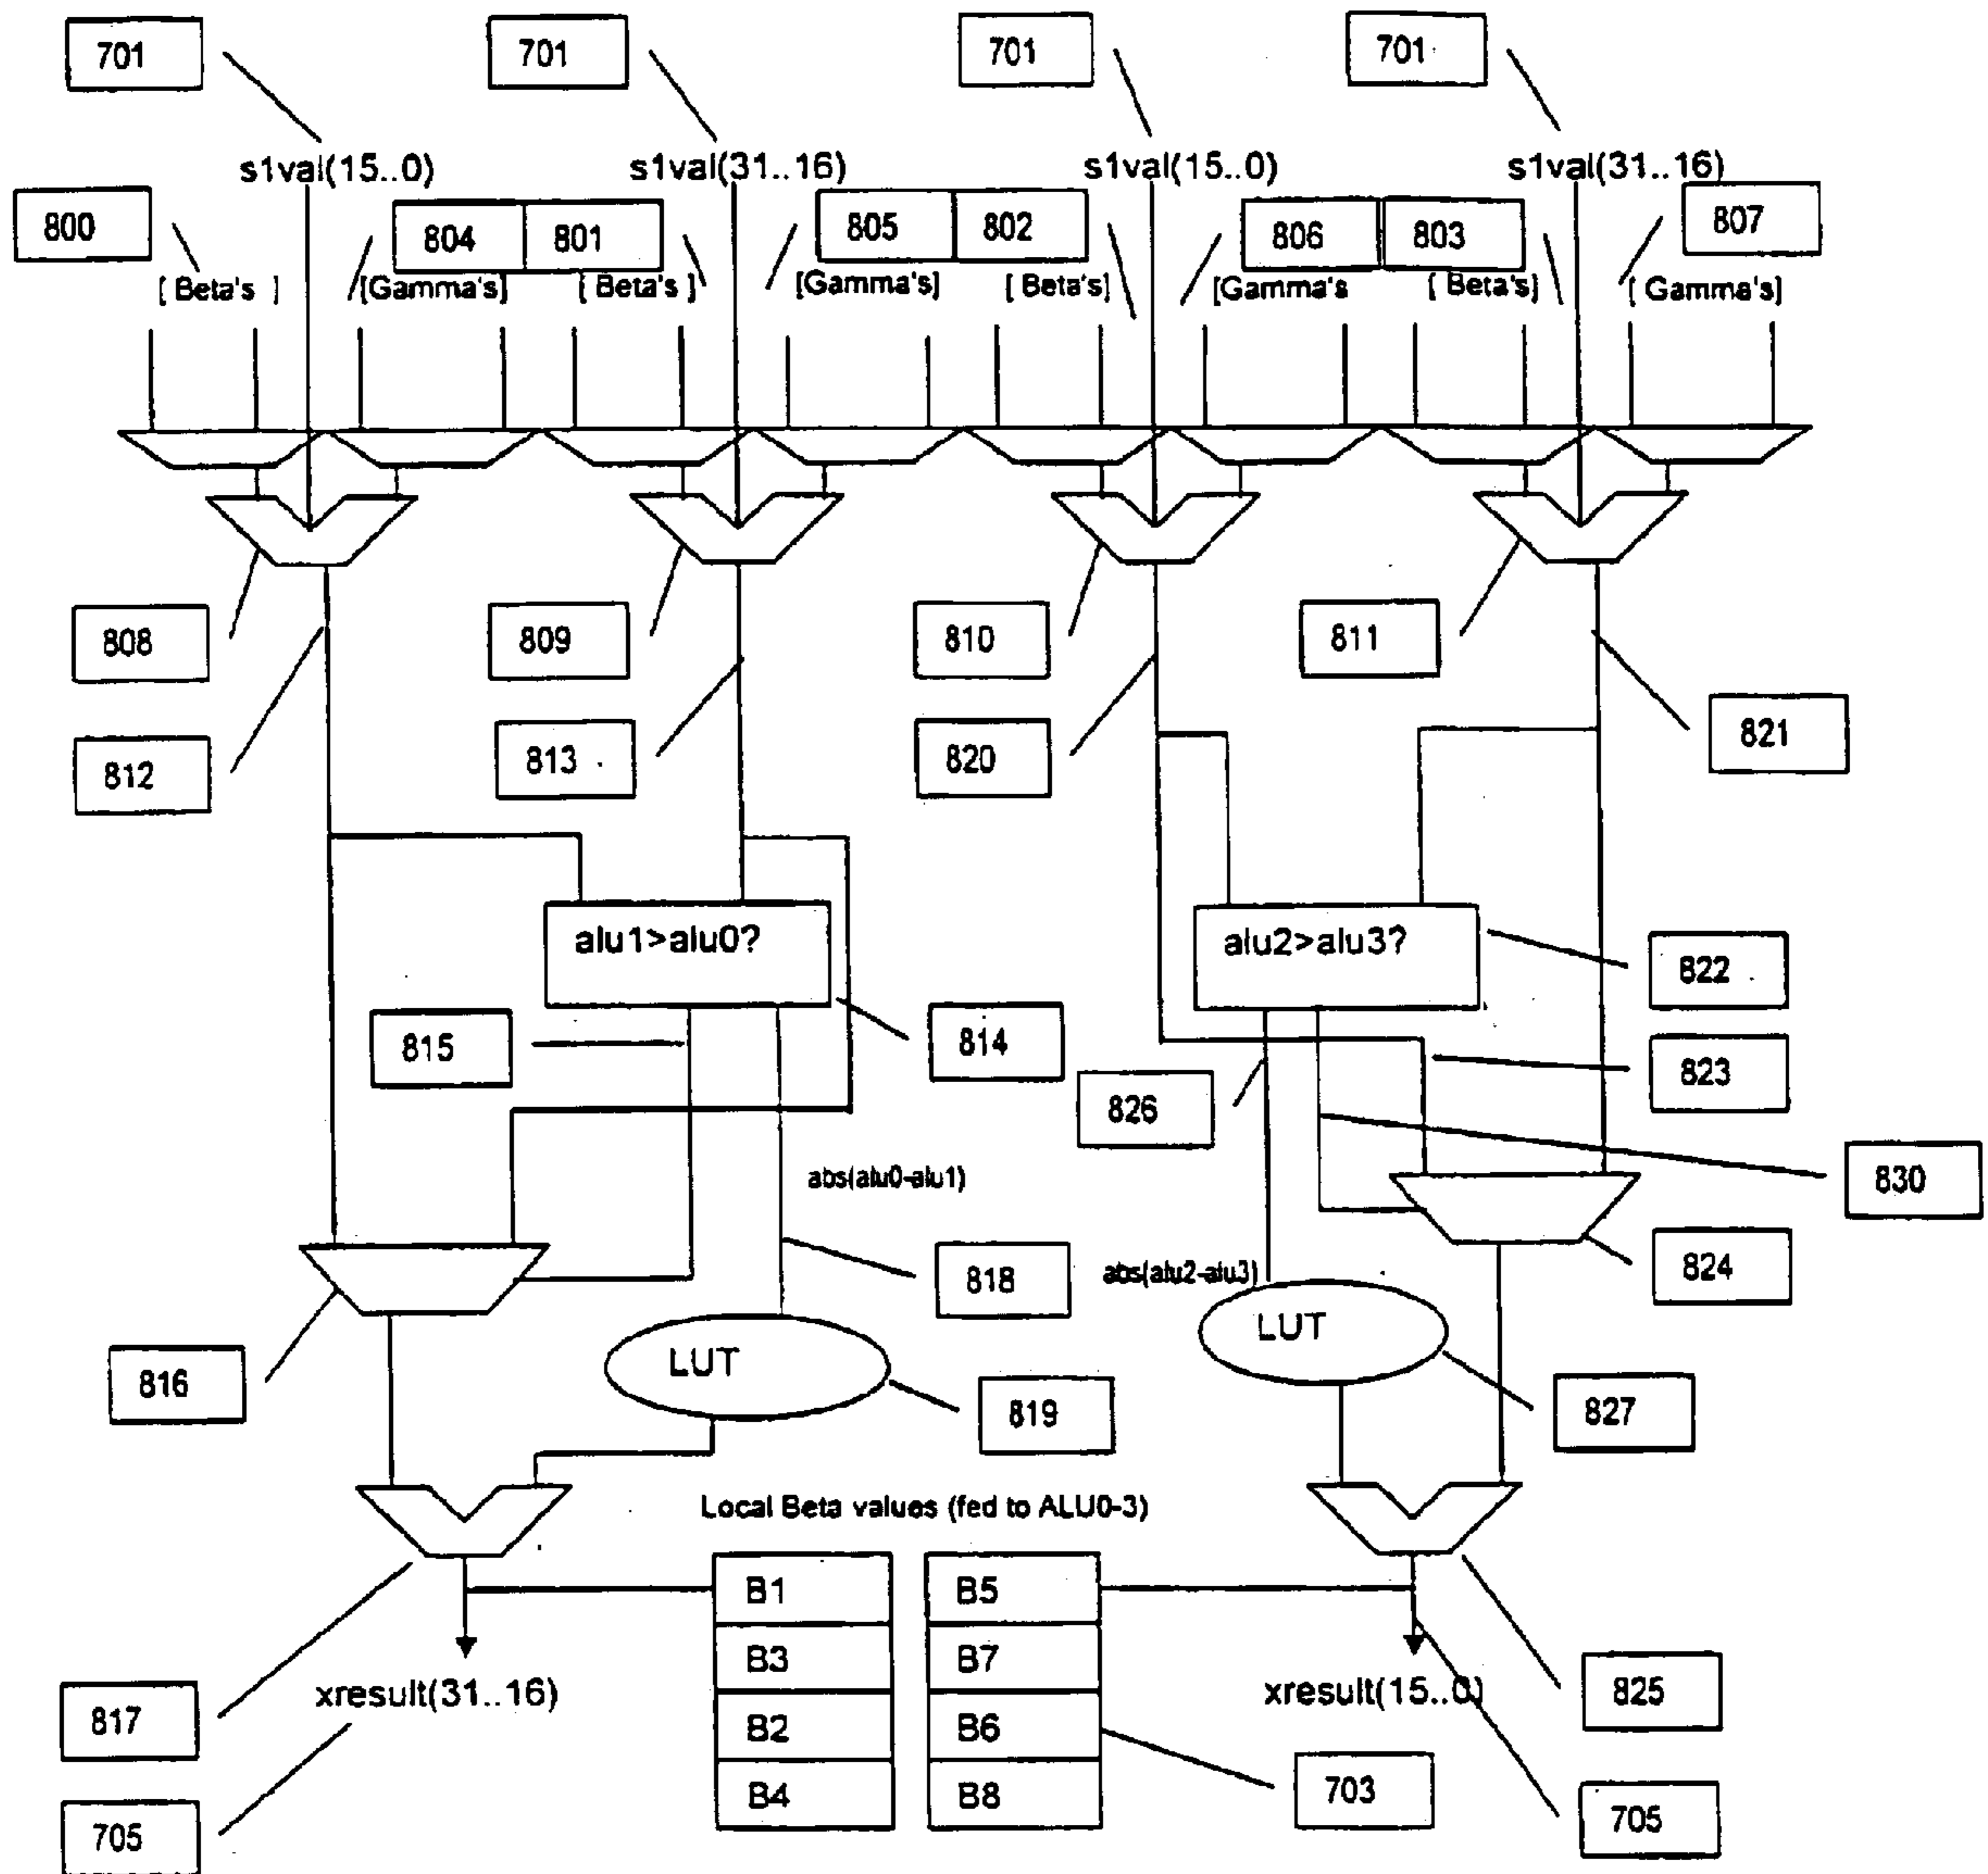 701 701 701 701
s1val(15..0) s1val(31..16) s1val(15..0) s1val(31..16)
800 804 801 805 802 806 803 807
[ Beta's ] [Gamma's] [ Beta's ] [Gamma's] [ Beta's] [Gamma's [ Beta's] [ Gamma's]
808 809 810 811
812 813 820 821
alu1>alu0? alu2>alu3?
822
815 814 823
826
abs(alu0-alu1) 830
818 abs(alu2-alu3) 824
LUT LUT
816 819 827
Local Beta values (fed to ALU0-3)
B1 B5
B3 B7
xresult(31..16) xresult(15..0)
817 825
B2 B6
B4 B8
703
705 705